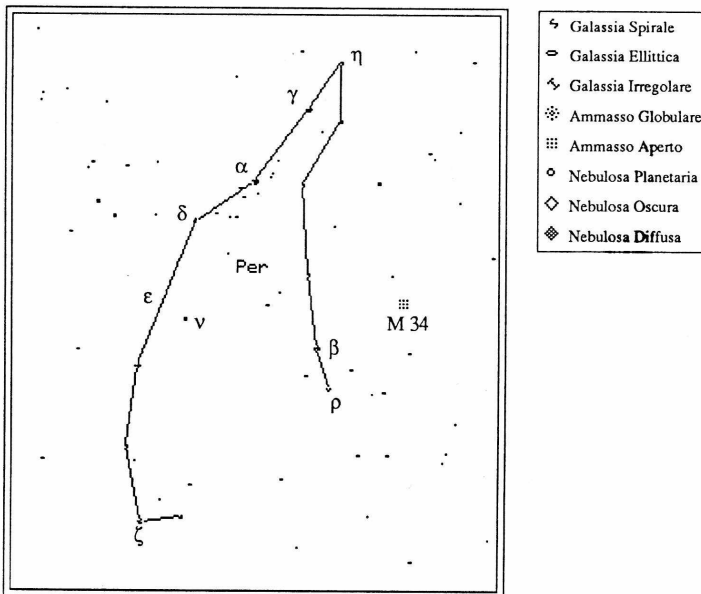 η
γ
α
δ
Per
ε
ν
M 34
β
ρ
ζ
Galassia Spirale
Galassia Ellittica
Galassia Irregolare
Ammasso Globulare
Ammasso Aperto
Nebulosa Planetaria
Nebulosa Oscura
Nebulosa Diffusa